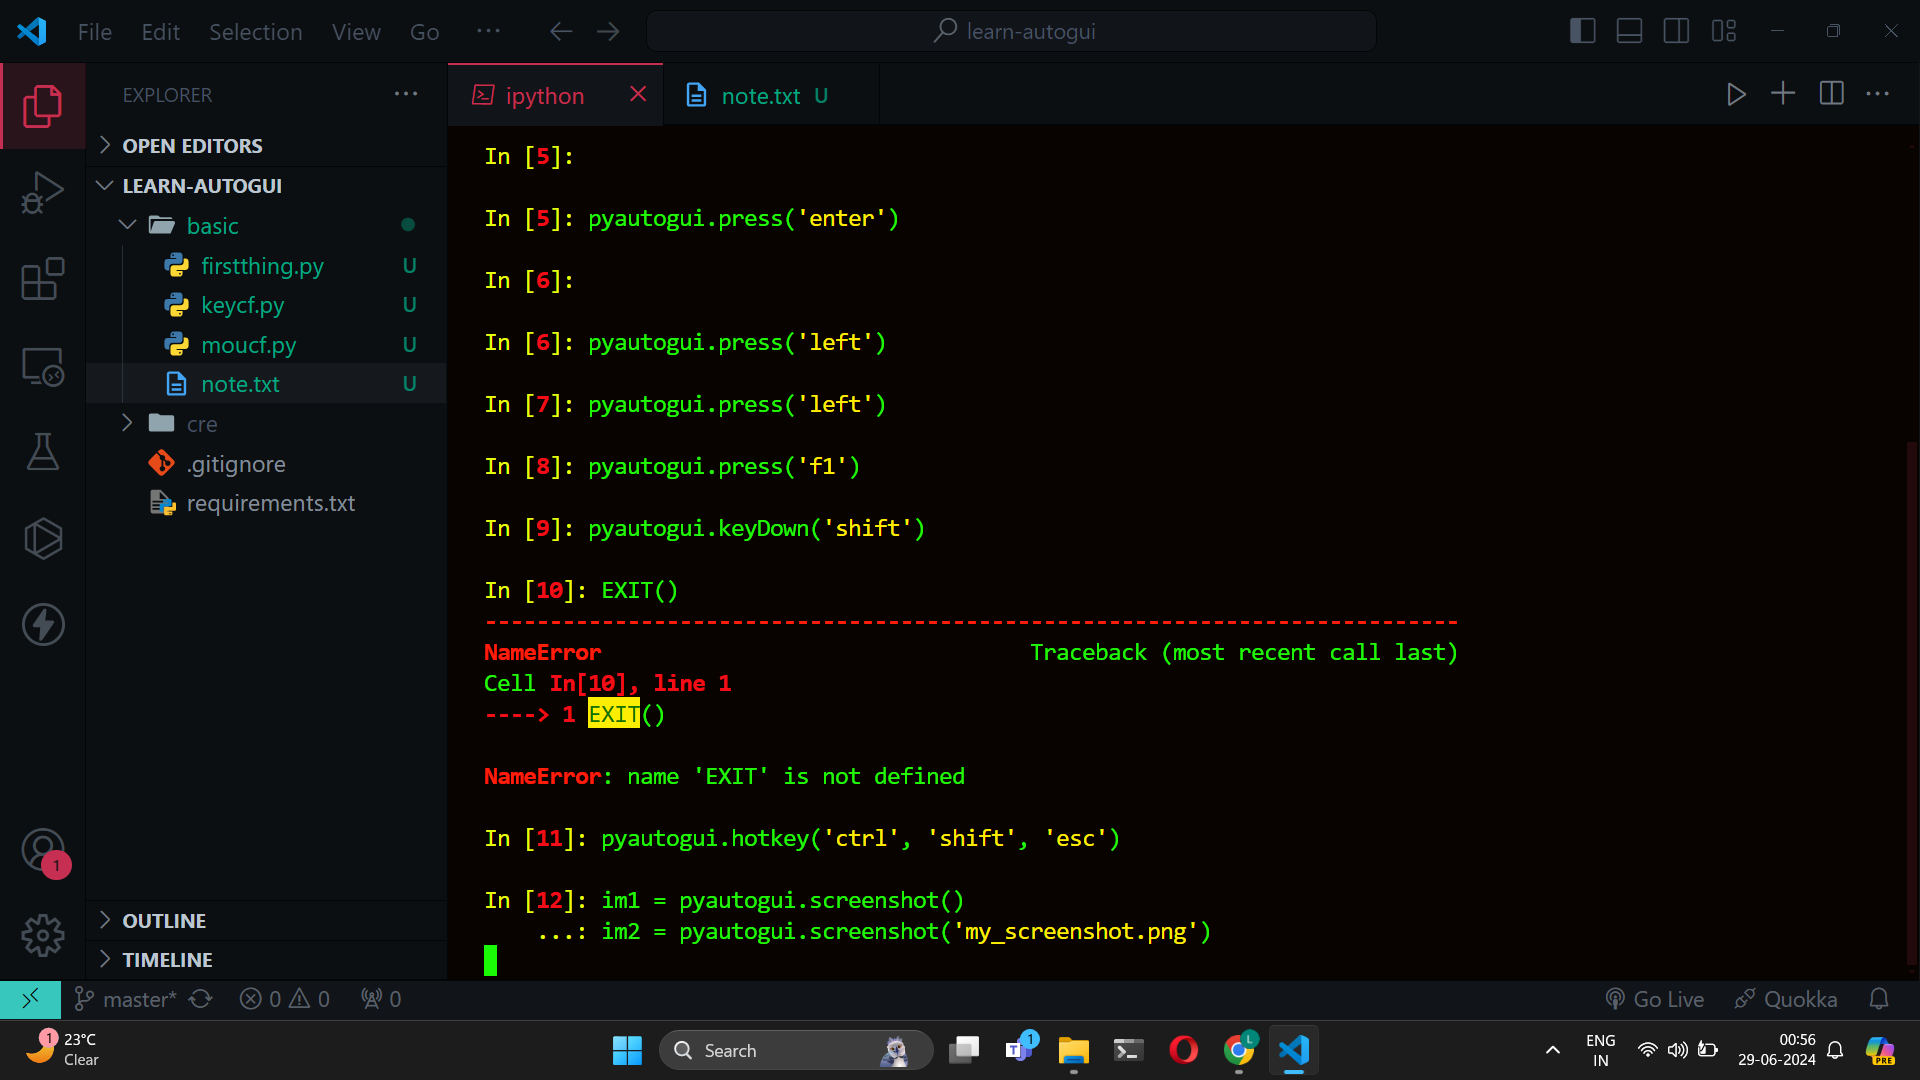 File Edit Selection View Go ··· learn-autogui
EXPLORER ···
OPEN EDITORS
LEARN-AUTOGUI
basic
firstthing.py U
keycf.py U
moucf.py U
note.txt U
cre
.gitignore
requirements.txt
OUTLINE
TIMELINE
1
ipython
note.txt U
In [5]:
In [5]: pyautogui.press('enter')
In [6]:
In [6]: pyautogui.press('left')
In [7]: pyautogui.press('left')
In [8]: pyautogui.press('f1')
In [9]: pyautogui.keyDown('shift')
In [10]: EXIT()
---------------------------------------------------------------------------
NameError Traceback (most recent call last)
Cell In[10], line 1
----> 1 EXIT()
NameError: name 'EXIT' is not defined
In [11]: pyautogui.hotkey('ctrl', 'shift', 'esc')
In [12]: im1 = pyautogui.screenshot()
...: im2 = pyautogui.screenshot('my_screenshot.png')
master* 0 0 0 Go Live Quokka
1 23°C
Clear
Search
1
L
ENG
IN
00:56
29-06-2024
PRE